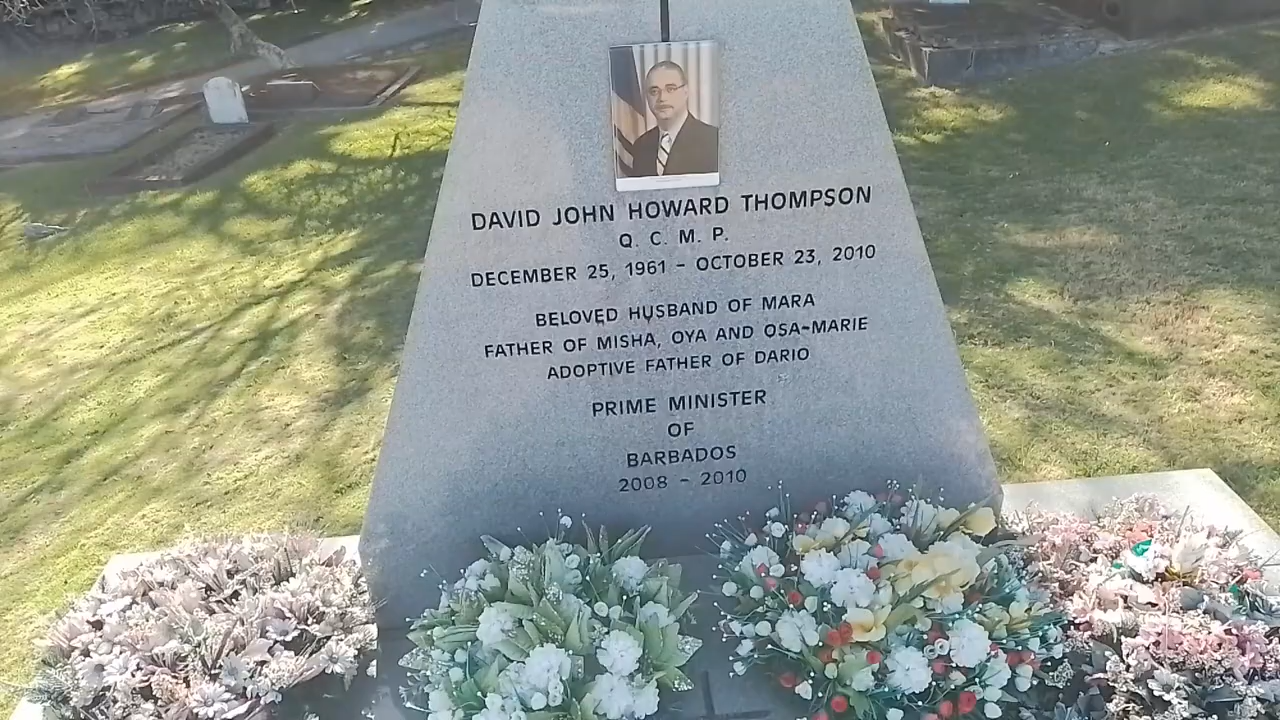 DAVID JOHN HOWARD THOMPSON
Q. C. M. P.
DECEMBER 25, 1961 - OCTOBER 23, 2010
BELOVED HUSBAND OF MARA
FATHER OF MISHA, OYA AND OSA-MARIE
ADOPTIVE FATHER OF DARIO
PRIME MINISTER
OF
BARBADOS
2008 - 2010